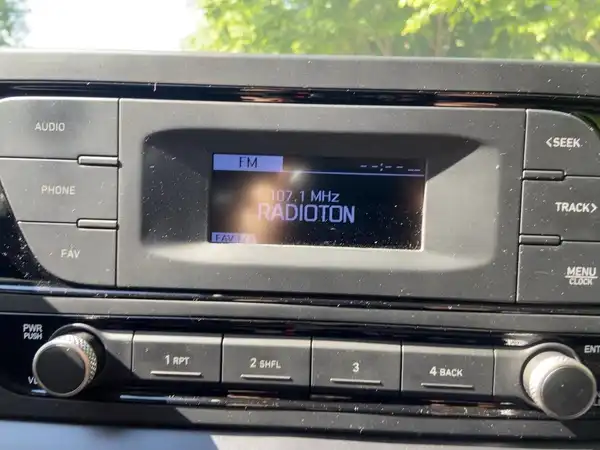 AUDIO
PHONE
FAV
FM
107.1 MHz
RADIOTON
FAV
<SEEK
TRACK>
MENU
CLOCK
PWR
PUSH
1 RPT
2 SHFL
3
4 BACK